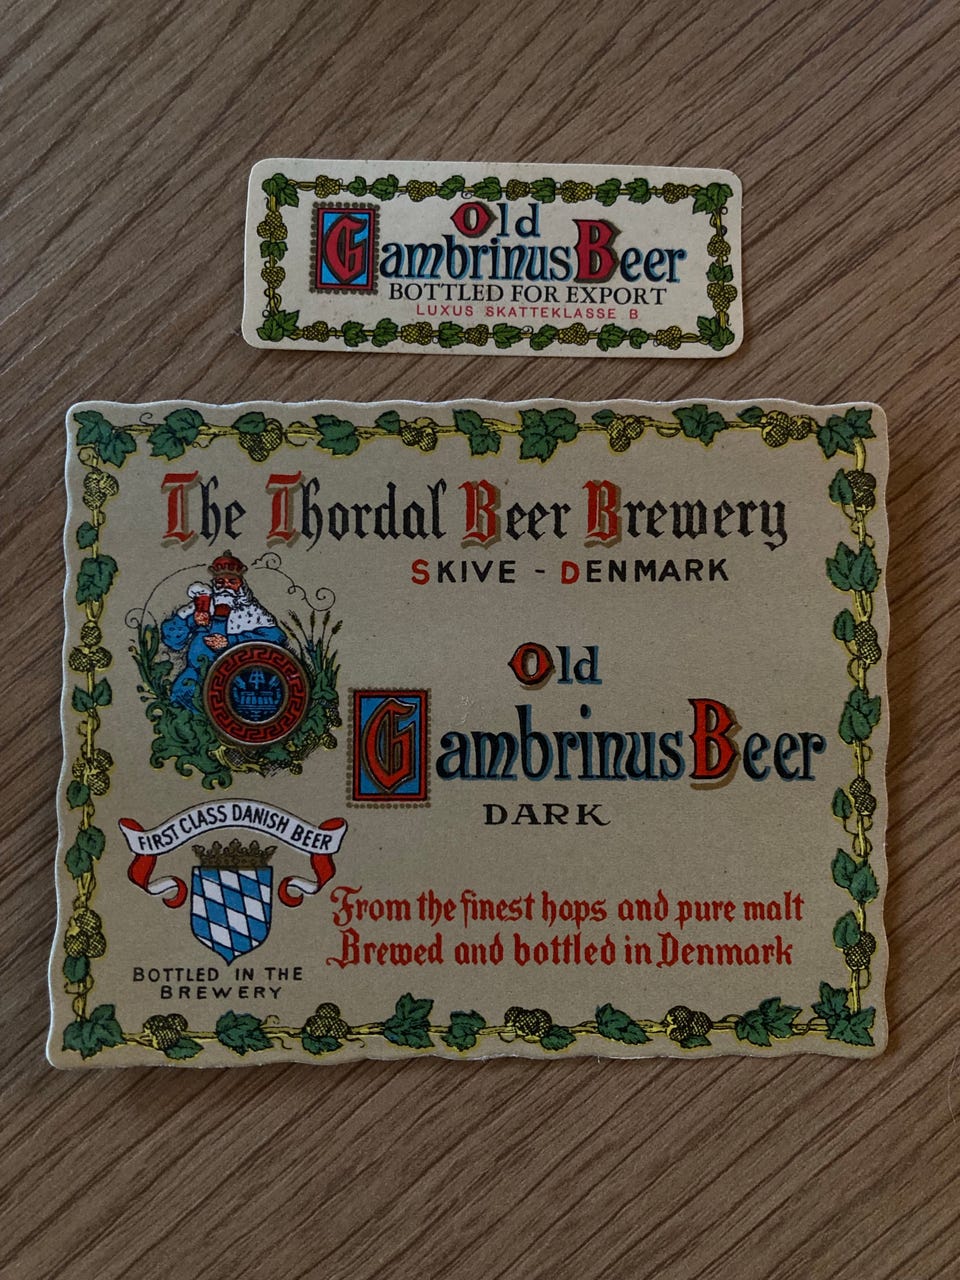 Old
Gambrinus Beer
BOTTLED FOR EXPORT
LUXUS SKATTEKLASSE B
The Thordal Beer Brewery
SKIVE - DENMARK
Old
Gambrinus Beer
DARK
FIRST CLASS DANISH BEER
From the finest hops and pure malt
Brewed and bottled in Denmark
BOTTLED IN THE
BREWERY